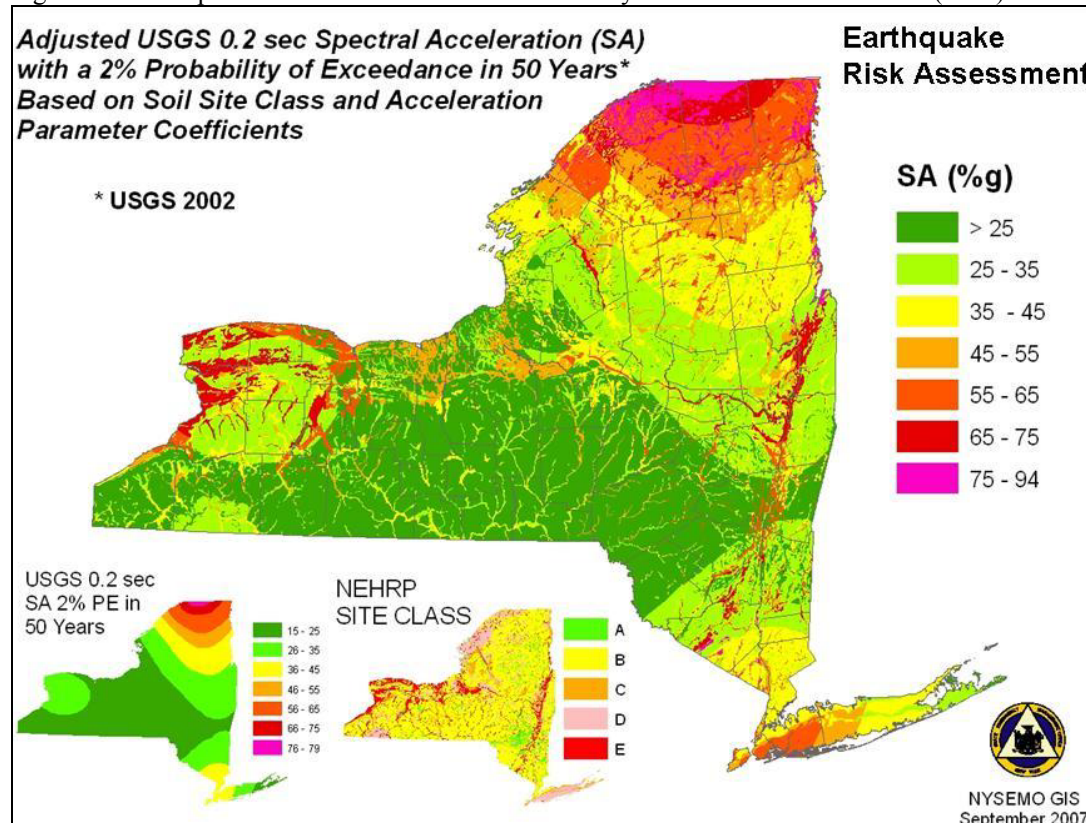 Adjusted USGS 0.2 sec Spectral Acceleration (SA)
with a 2% Probability of Exceedance in 50 Years*
Based on Soil Site Class and Acceleration
Parameter Coefficients
* USGS 2002
Earthquake
Risk Assessment
SA (%g)
> 25
25 - 35
35 - 45
45 - 55
55 - 65
65 - 75
75 - 94
USGS 0.2 sec
SA 2% PE in
50 Years
15 - 25
26 - 35
36 - 45
46 - 55
56 - 65
66 - 75
76 - 79
NEHRP
SITE CLASS
A
B
C
D
E
NYSEMO GIS
September 2007